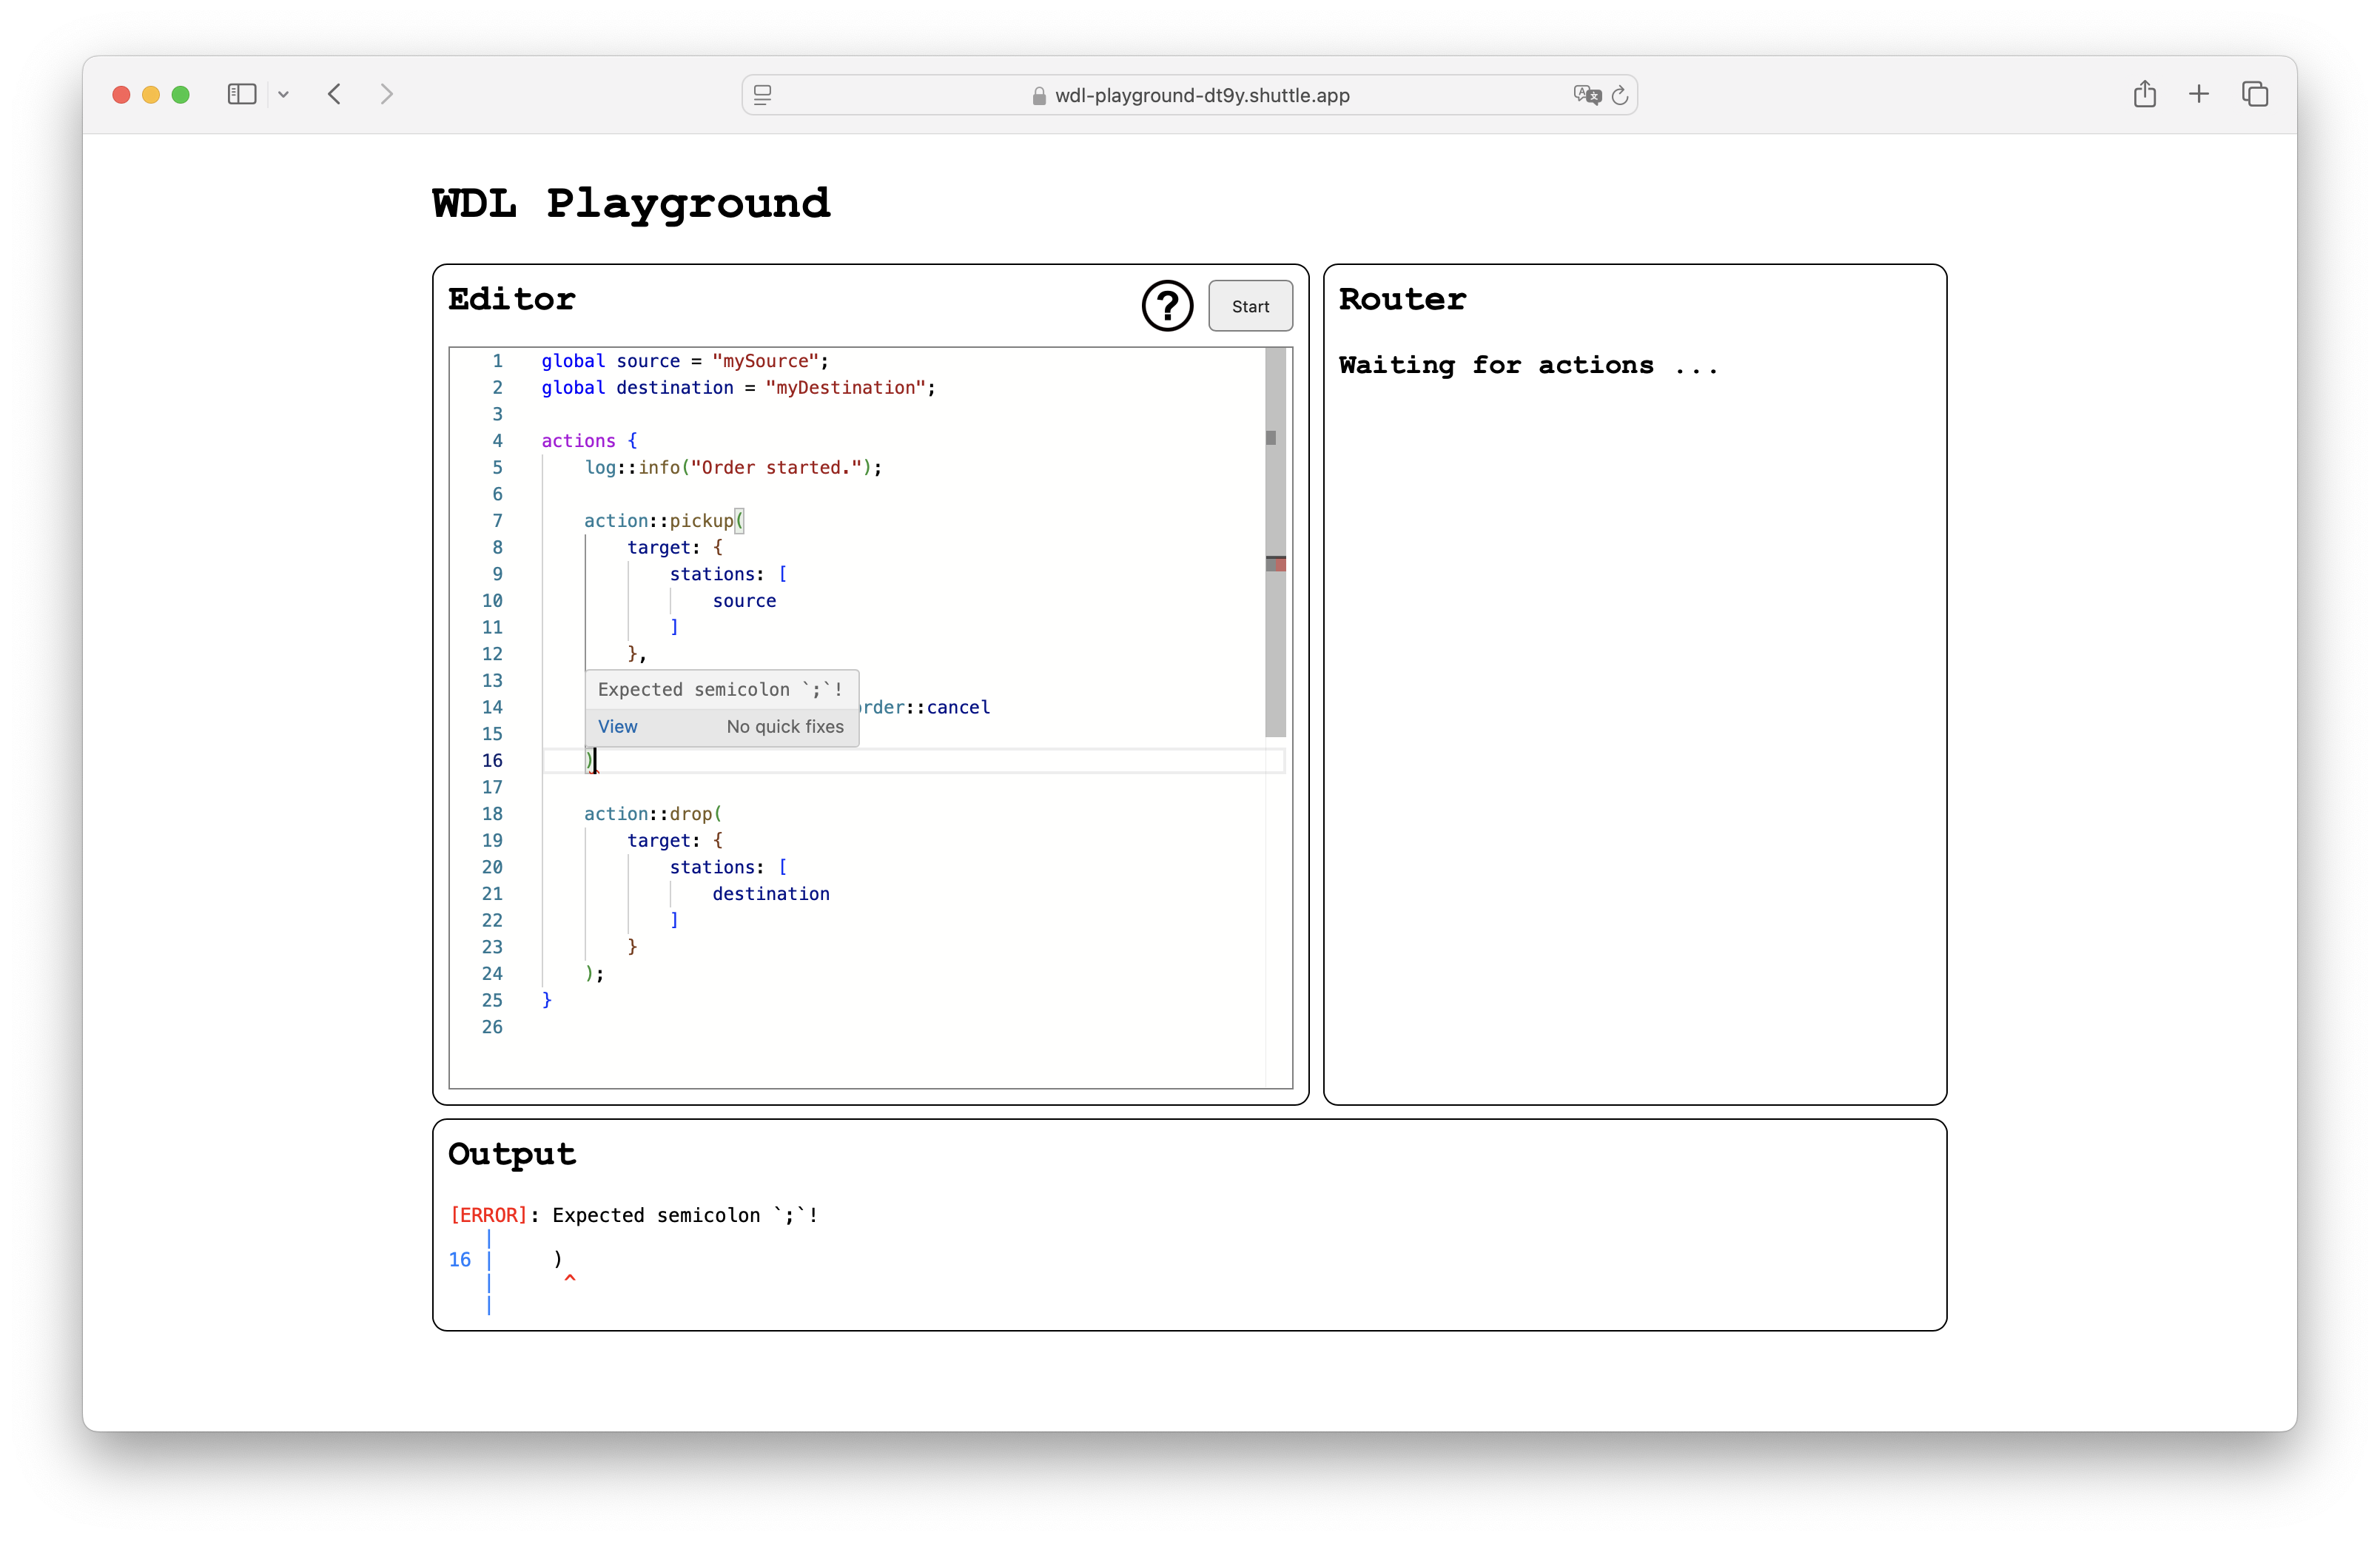 wdl-playground-dt9y.shuttle.app
WDL Playground
Editor
?
Start
1 global source = "mySource";
2 global destination = "myDestination";
3
4 actions {
5 log::info("Order started.");
6
7 action::pickup(
8 target: {
9 stations: [
10 source
11 ]
12 },
13
Expected semicolon `;`!
14 ::cancel
View No quick fixes
15
16 )
17
18 action::drop(
19 target: {
20 stations: [
21 destination
22 ]
23 }
24 );
25 }
26
Router
Waiting for actions ...
Output
[ERROR]: Expected semicolon `;`!
|
16 | )
| ^
|